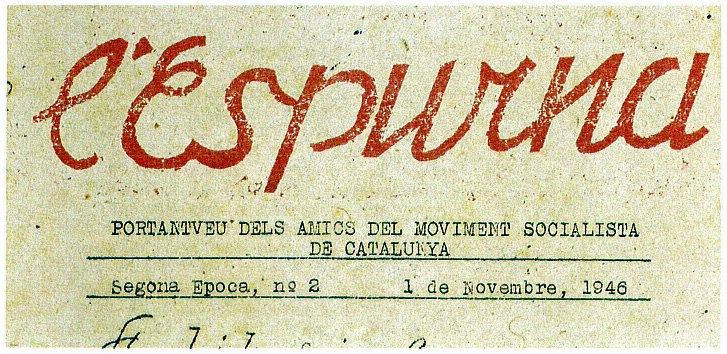 l'Espurna
PORTANTVEU DELS AMICS DEL MOVIMENT SOCIALISTA
DE CATALUNYA
Segona Epoca, nº 2 1 de Novembre, 1946